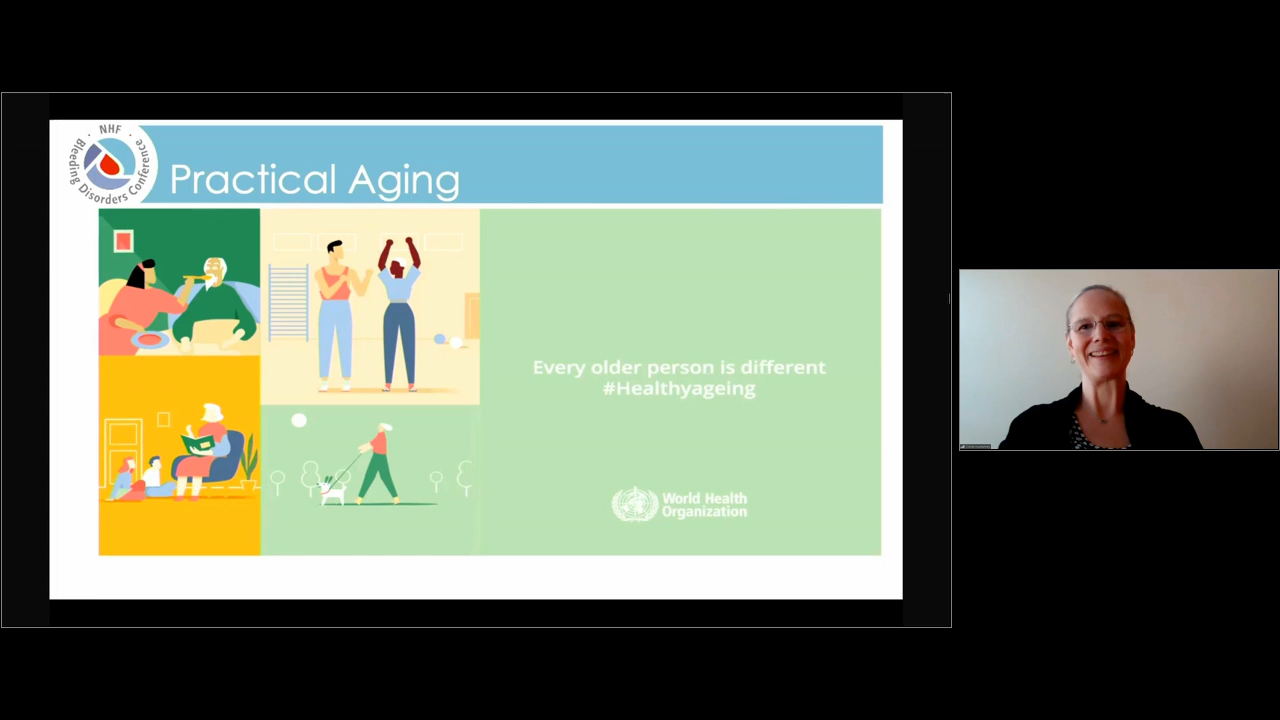 · NHF ·
Bleeding Disorders Conference
Practical Aging
Every older person is different
#Healthyageing
World Health
Organization